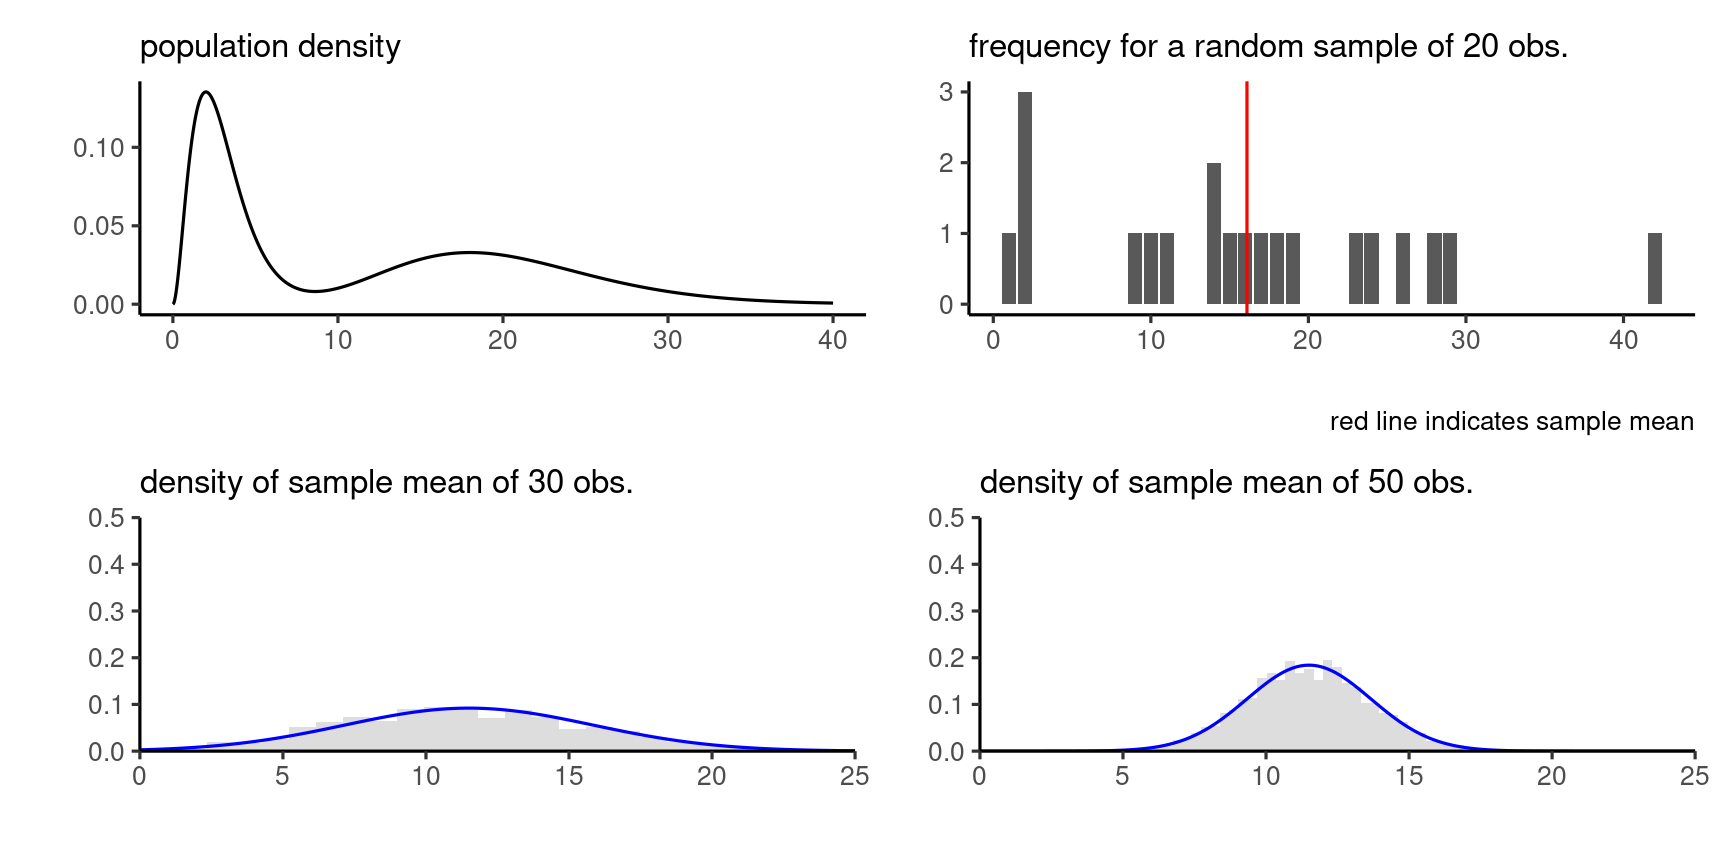 population density
0.10
0.05
0.00
0 10 20 30 40
frequency for a random sample of 20 obs.
3
2
1
0
0 10 20 30 40
red line indicates sample mean
density of sample mean of 30 obs.
0.5
0.4
0.3
0.2
0.1
0.0
0 5 10 15 20 25
density of sample mean of 50 obs.
0.5
0.4
0.3
0.2
0.1
0.0
0 5 10 15 20 25